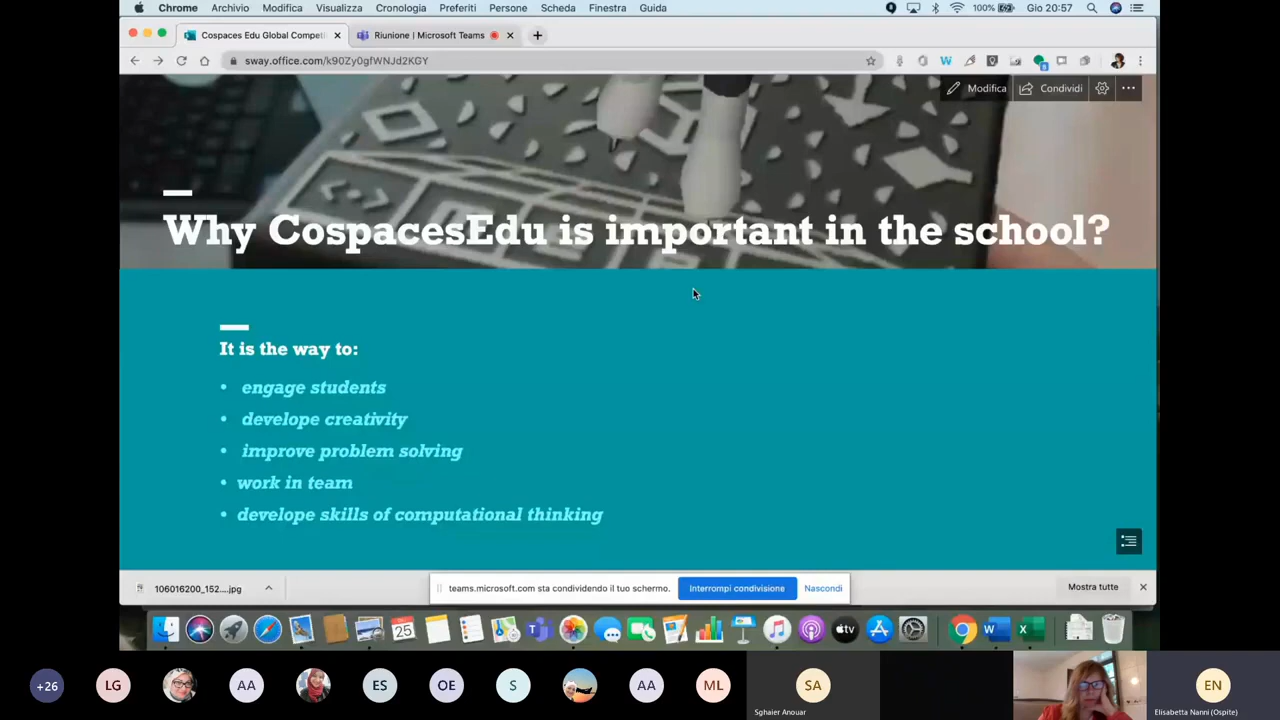 Chrome Archivio Modifica Visualizza Cronologia Preferiti Persone Scheda Finestra Guida 100% Gio 20:57
Cospaces Edu Global Competi Riunione | Microsoft Teams
sway.office.com/k90Zy0gfWNJd2KGY
Modifica Condividi
Why CospacesEdu is important in the school?
It is the way to:
• engage students
• develope creativity
• improve problem solving
• work in team
• develope skills of computational thinking
106016200_152....jpg
teams.microsoft.com sta condividendo il tuo schermo. Interrompi condivisione Nascondi
Mostra tutte
25
tv
+26 LG AA ES OE S AA ML SA EN
Sghaier Anouar
Elisabetta Nanni (Ospite)